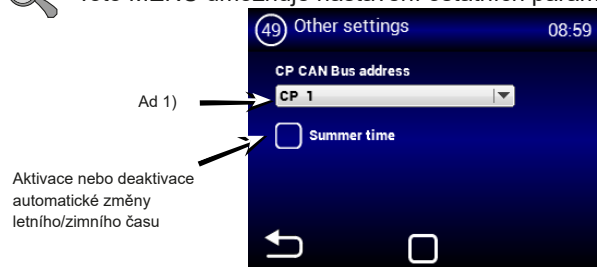 Toto MENU umožňuje nastavení ostatních
49 Other settings 08:59
CP CAN Bus address
CP 1
Ad 1)
Summer time
Aktivace nebo deaktivace
automatické změny
letního/zimního času